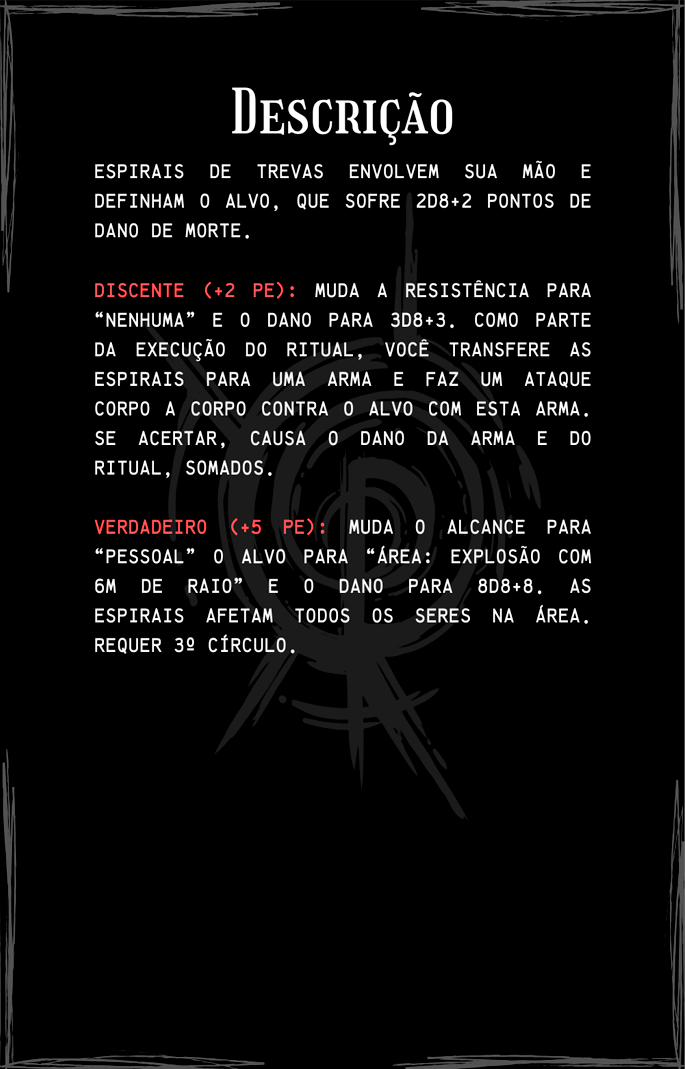 Descrição
ESPIRAIS DE TREVAS ENVOLVEM SUA MÃO E
DEFINHAM O ALVO, QUE SOFRE 2D8+2 PONTOS DE
DANO DE MORTE.
DISCENTE (+2 PE): MUDA A RESISTÊNCIA PARA
“NENHUMA” E O DANO PARA 3D8+3. COMO PARTE
DA EXECUÇÃO DO RITUAL, VOCÊ TRANSFERE AS
ESPIRAIS PARA UMA ARMA E FAZ UM ATAQUE
CORPO A CORPO CONTRA O ALVO COM ESTA ARMA.
SE ACERTAR, CAUSA O DANO DA ARMA E DO
RITUAL, SOMADOS.
VERDADEIRO (+5 PE): MUDA O ALCANCE PARA
“PESSOAL” O ALVO PARA “ÁREA: EXPLOSÃO COM
6M DE RAIO” E O DANO PARA 8D8+8. AS
ESPIRAIS AFETAM TODOS OS SERES NA ÁREA.
REQUER 3º CÍRCULO.